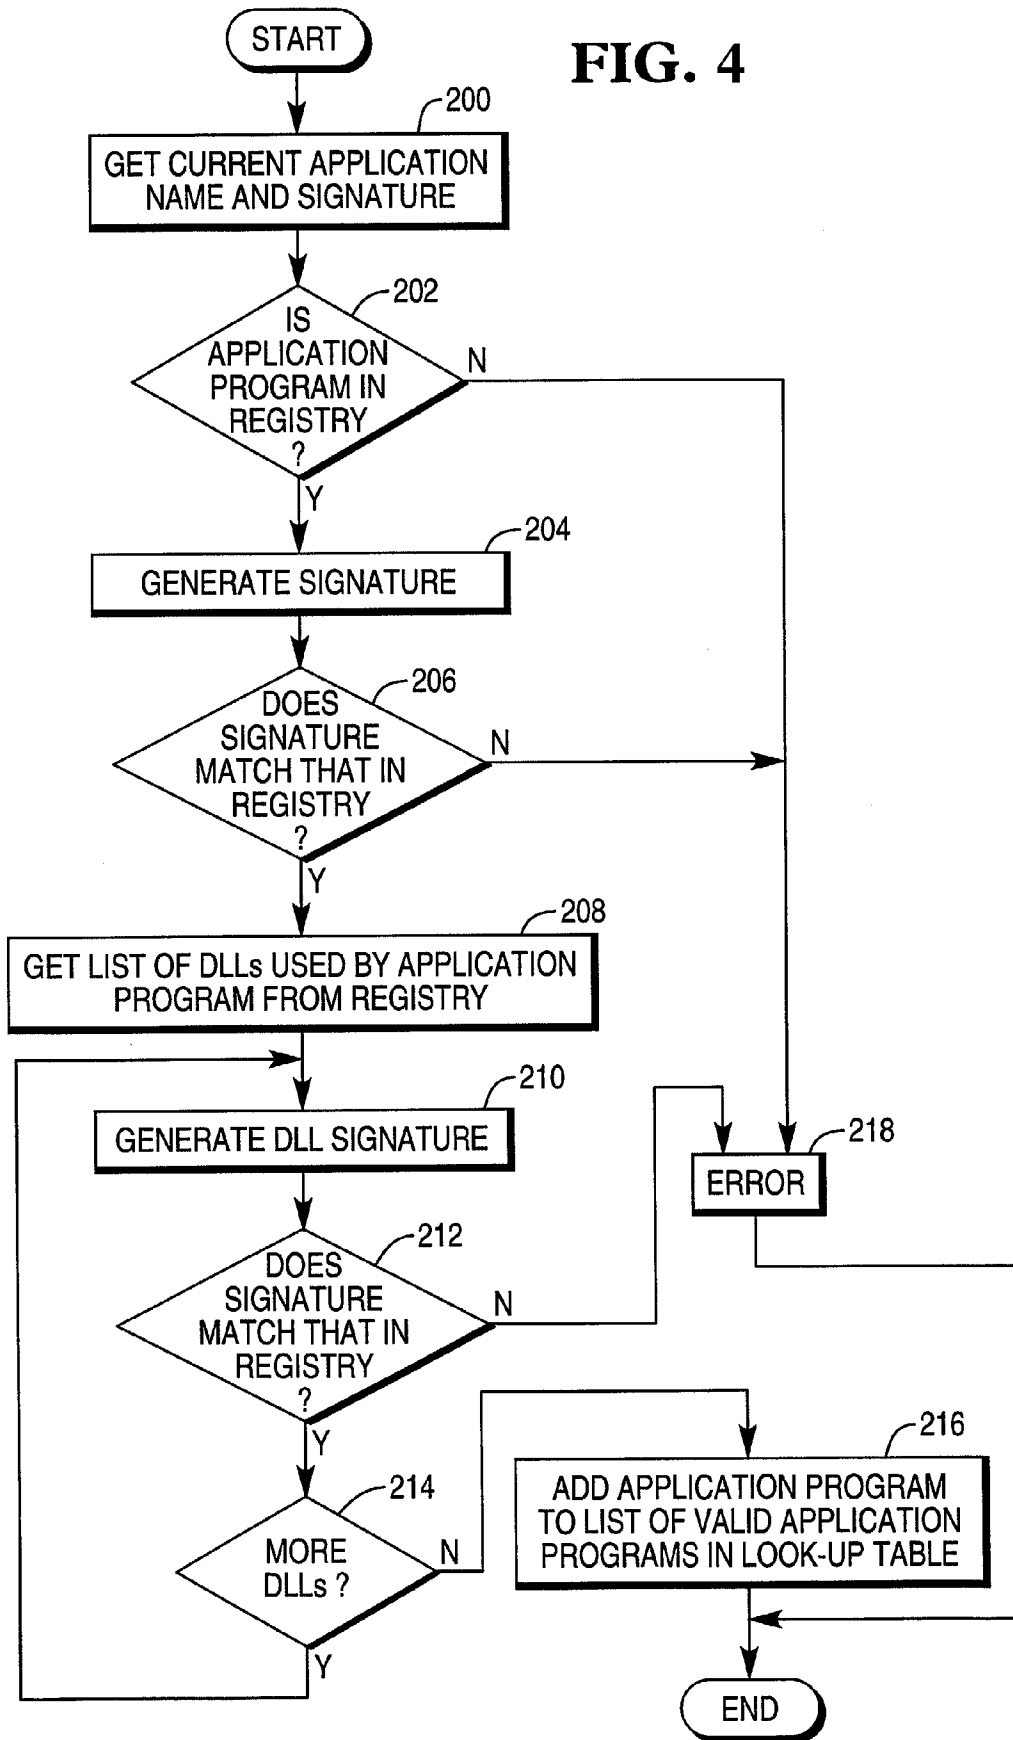 START
FIG. 4
200
GET CURRENT APPLICATION
NAME AND SIGNATURE
202
IS
APPLICATION
PROGRAM IN
REGISTRY
?
N
Y
204
GENERATE SIGNATURE
206
DOES
SIGNATURE
MATCH THAT IN
REGISTRY
?
N
Y
208
GET LIST OF DLLs USED BY APPLICATION
PROGRAM FROM REGISTRY
210
GENERATE DLL SIGNATURE
218
ERROR
212
DOES
SIGNATURE
MATCH THAT IN
REGISTRY
?
N
Y
214
MORE
DLLs ?
N
Y
216
ADD APPLICATION PROGRAM
TO LIST OF VALID APPLICATION
PROGRAMS IN LOOK-UP TABLE
END